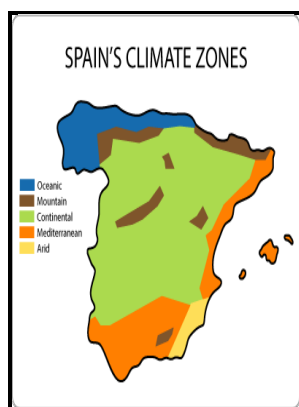 SPAIN'S CLIMATE ZONES
Oceanic
Mountain
Continental
Mediterranean
Arid